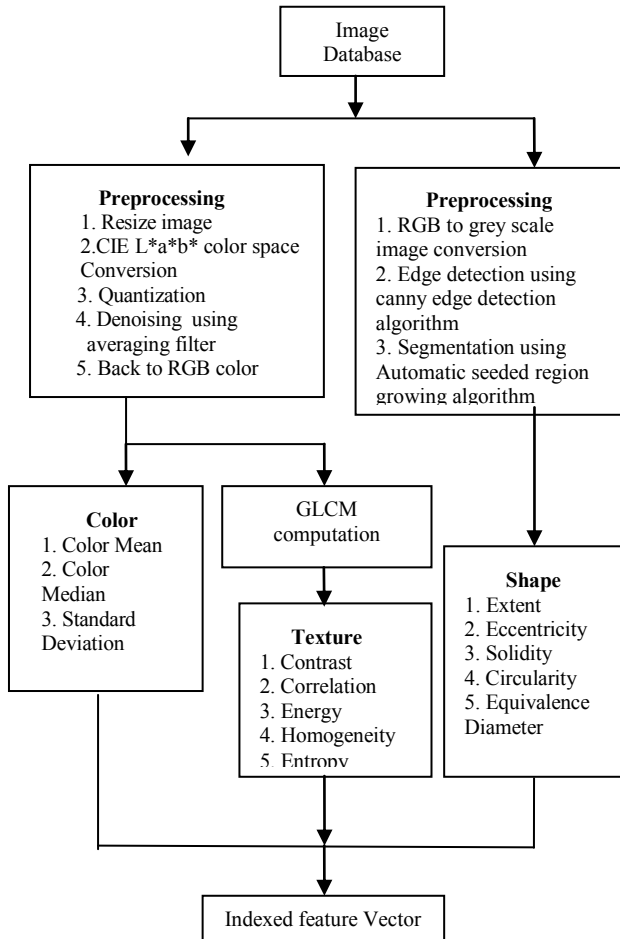 Image
Database
Preprocessing
1. Resize image
2.CIE L*a*b* color space
Conversion
3. Quantization
4. Denoising using
averaging filter
5. Back to RGB color
Preprocessing
1. RGB to grey scale
image conversion
2. Edge detection using
canny edge detection
algorithm
3. Segmentation using
Automatic seeded region
growing algorithm
Color
1. Color Mean
2. Color
Median
3. Standard
Deviation
GLCM
computation
Texture
1. Contrast
2. Correlation
3. Energy
4. Homogeneity
5. Entropy
Shape
1. Extent
2. Eccentricity
3. Solidity
4. Circularity
5. Equivalence
Diameter
Indexed feature Vector